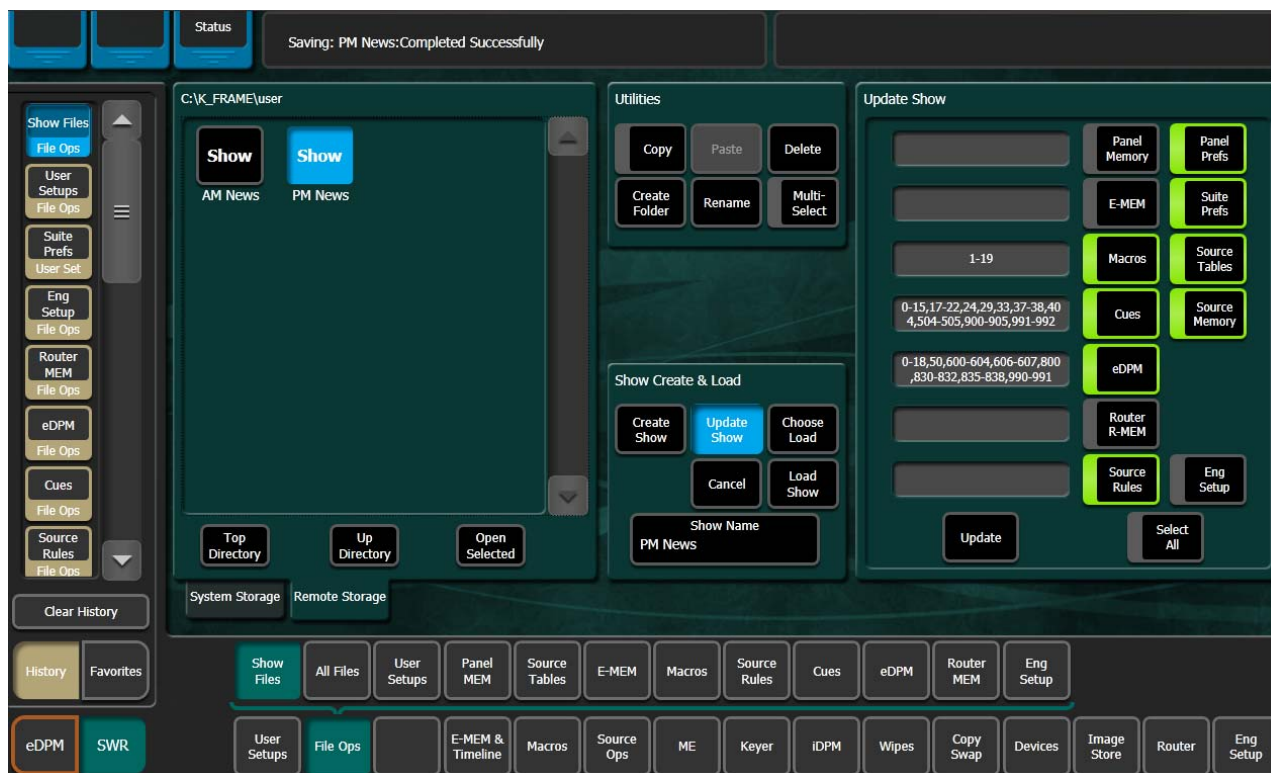 Status
Saving: PM News:Completed Successfully
Show Files
File Ops
User
Setups
File Ops
Suite
Prefs
User Set
Eng
Setup
File Ops
Router
MEM
File Ops
eDPM
File Ops
Cues
File Ops
Source
Rules
File Ops
Clear History
History
Favorites
eDPM
SWR
C:\K_FRAME\user
Show
AM News
Show
PM News
Top
Directory
Up
Directory
Open
Selected
System Storage
Remote Storage
Utilities
Copy
Paste
Delete
Create
Folder
Rename
Multi-
Select
Show Create & Load
Create
Show
Update
Show
Choose
Load
Cancel
Load
Show
Show Name
PM News
Update Show
Panel
Memory
Panel
Prefs
E-MEM
Suite
Prefs
1-19
Macros
Source
Tables
0-15,17-22,24,29,33,37-38,40
4,504-505,900-905,991-992
Cues
Source
Memory
0-18,50,600-604,606-607,800
,830-832,835-838,990-991
eDPM
Router
R-MEM
Source
Rules
Eng
Setup
Update
Select
All
Show
Files
All Files
User
Setups
Panel
MEM
Source
Tables
E-MEM
Macros
Source
Rules
Cues
eDPM
Router
MEM
Eng
Setup
User
Setups
File Ops
E-MEM &
Timeline
Macros
Source
Ops
ME
Keyer
iDPM
Wipes
Copy
Swap
Devices
Image
Store
Router
Eng
Setup